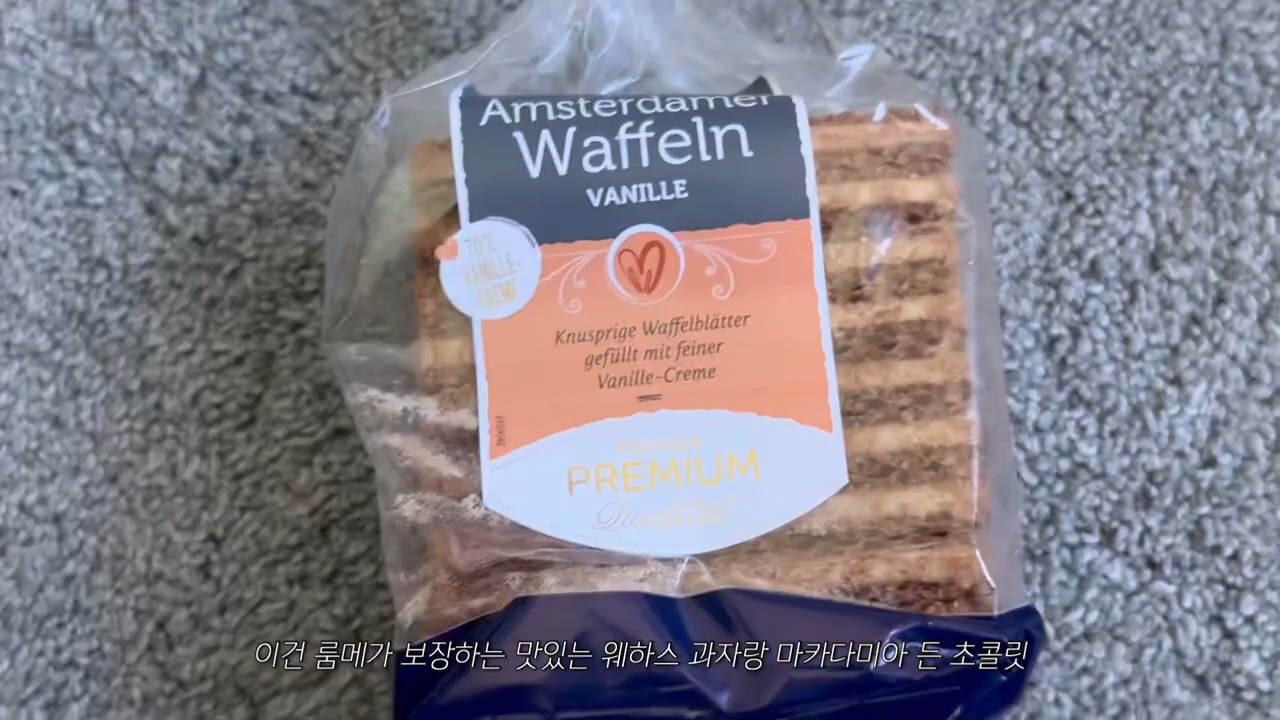 Amsterdamer
Waffeln
VANILLE
70%
VANILLE-
CREME
Knusprige Waffelblätter
gefüllt mit feiner
Vanille-Creme
PREMIUM
Qualität
이건 룸메가 보장하는 맛있는 웨하스 과자랑 마카다미아 든 초콜릿